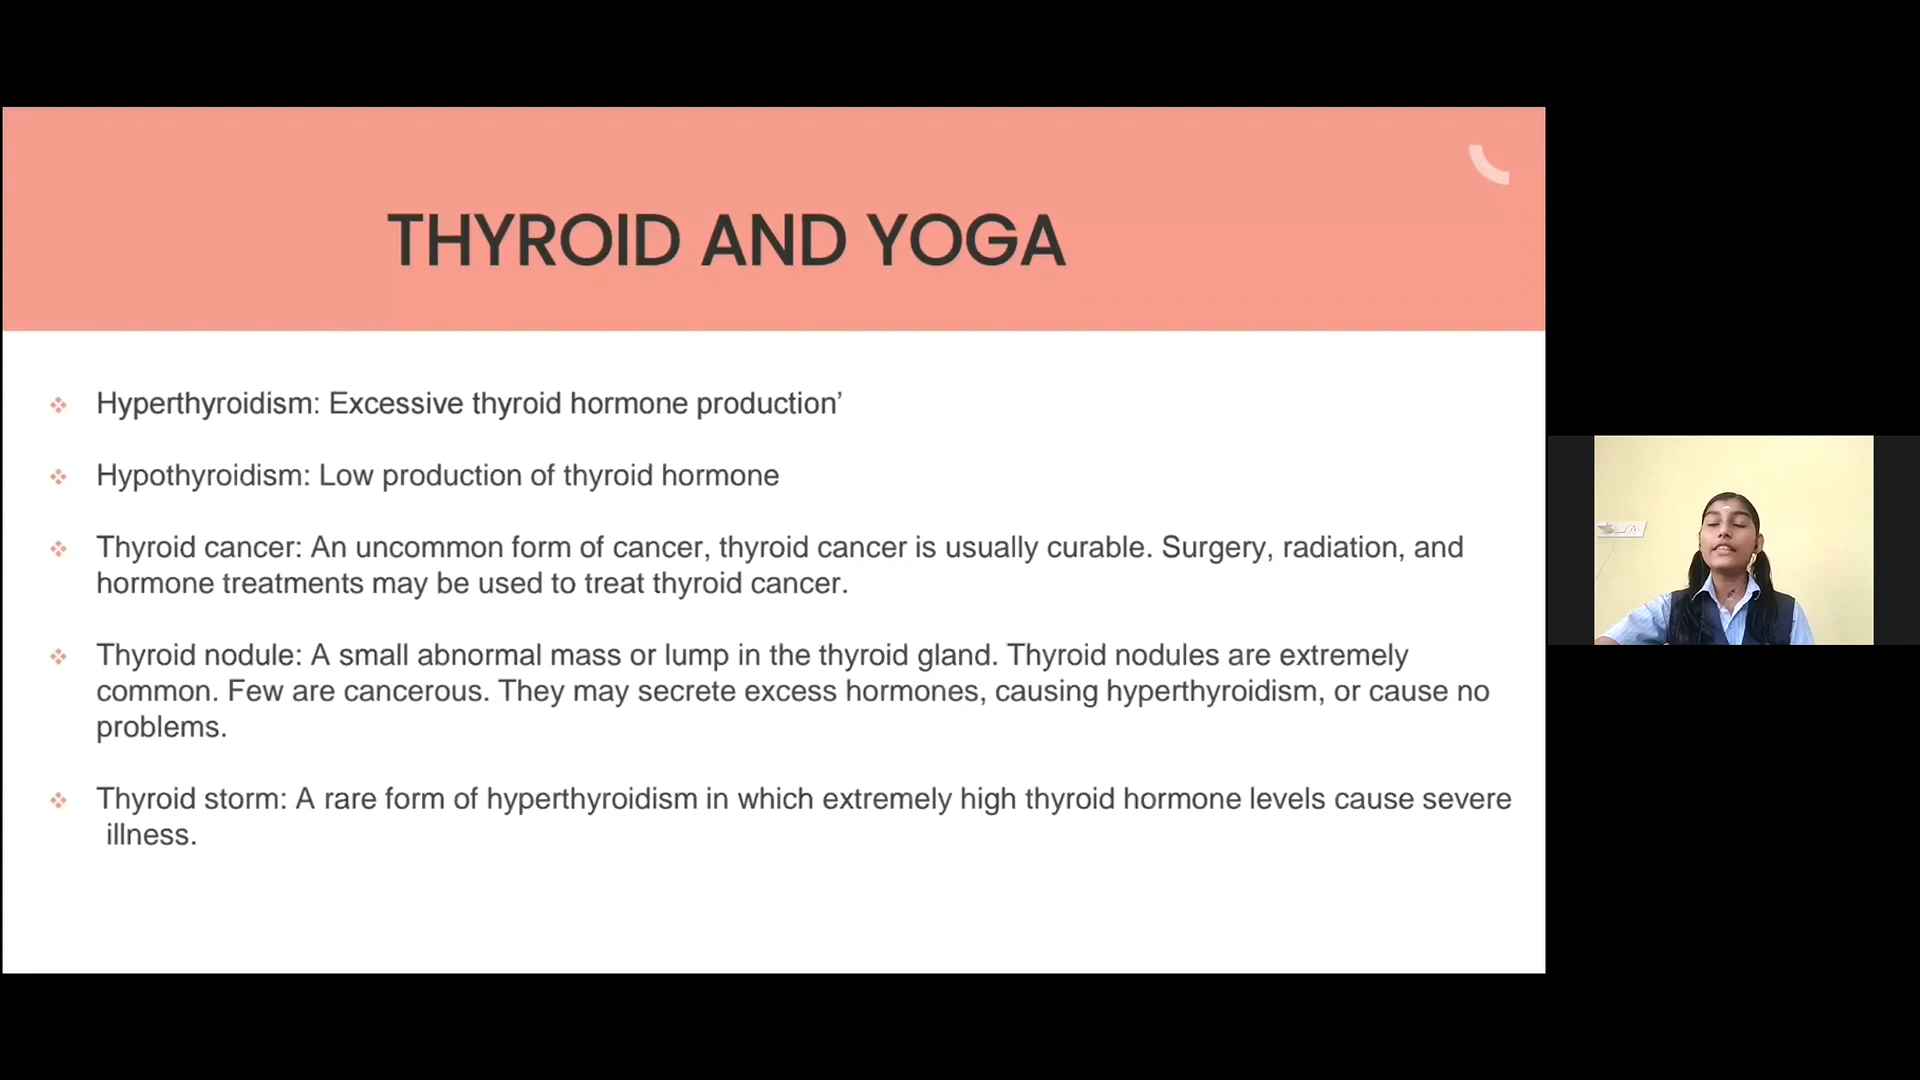 THYROID AND YOGA
Hyperthyroidism: Excessive thyroid hormone production’
Hypothyroidism: Low production of thyroid hormone
Thyroid cancer: An uncommon form of cancer, thyroid cancer is usually curable. Surgery, radiation, and
hormone treatments may be used to treat thyroid cancer.
Thyroid nodule: A small abnormal mass or lump in the thyroid gland. Thyroid nodules are extremely
common. Few are cancerous. They may secrete excess hormones, causing hyperthyroidism, or cause no
problems.
Thyroid storm: A rare form of hyperthyroidism in which extremely high thyroid hormone levels cause severe
illness.